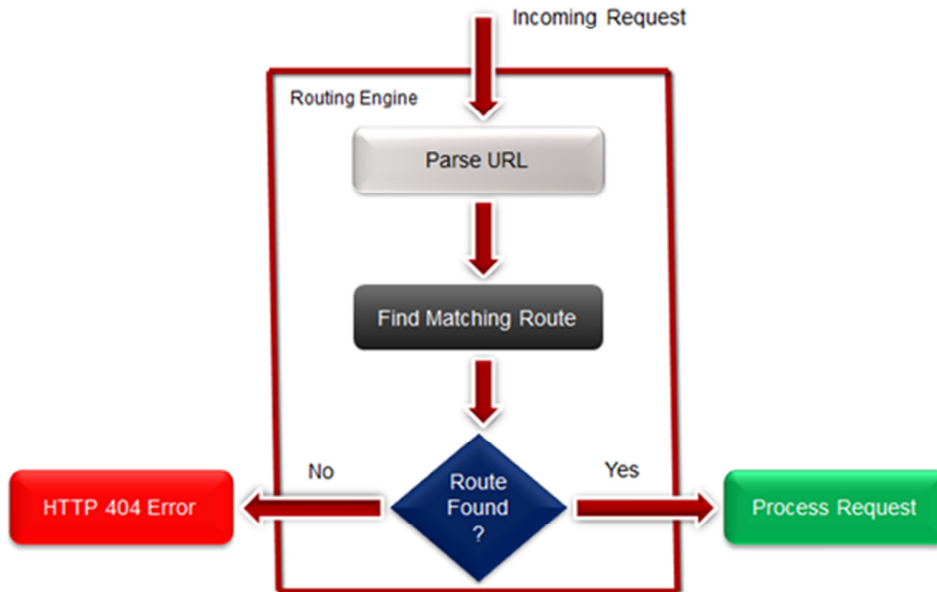 Incoming Request
Routing Engine
Parse URL
Find Matching Route
No
Yes
HTTP 404 Error
Route
Found
?
Process Request